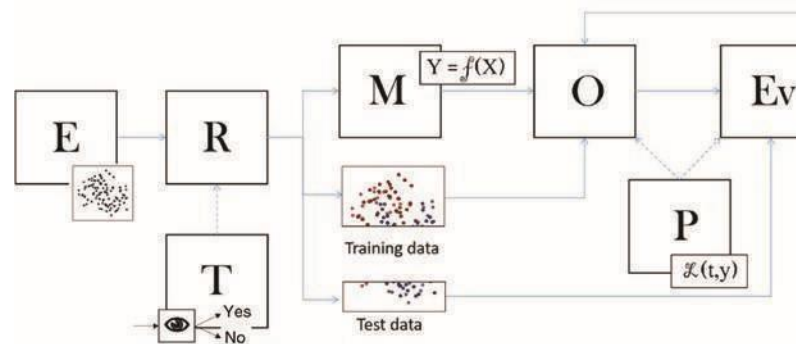 E
R
T
Yes
No
M
Y = f(X)
Training data
Test data
O
Ev
P
ℒ(t,y)